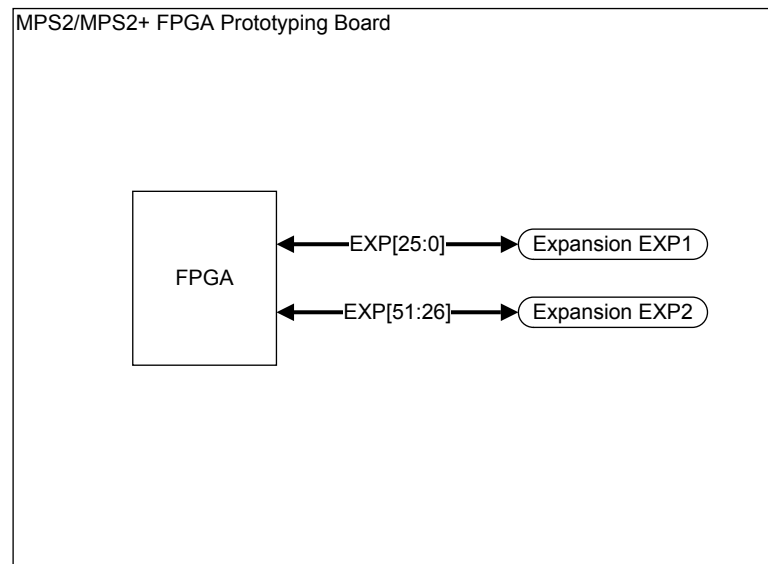 MPS2/MPS2+ FPGA Prototyping Board
FPGA
EXP[25:0]
Expansion EXP1
EXP[51:26]
Expansion EXP2